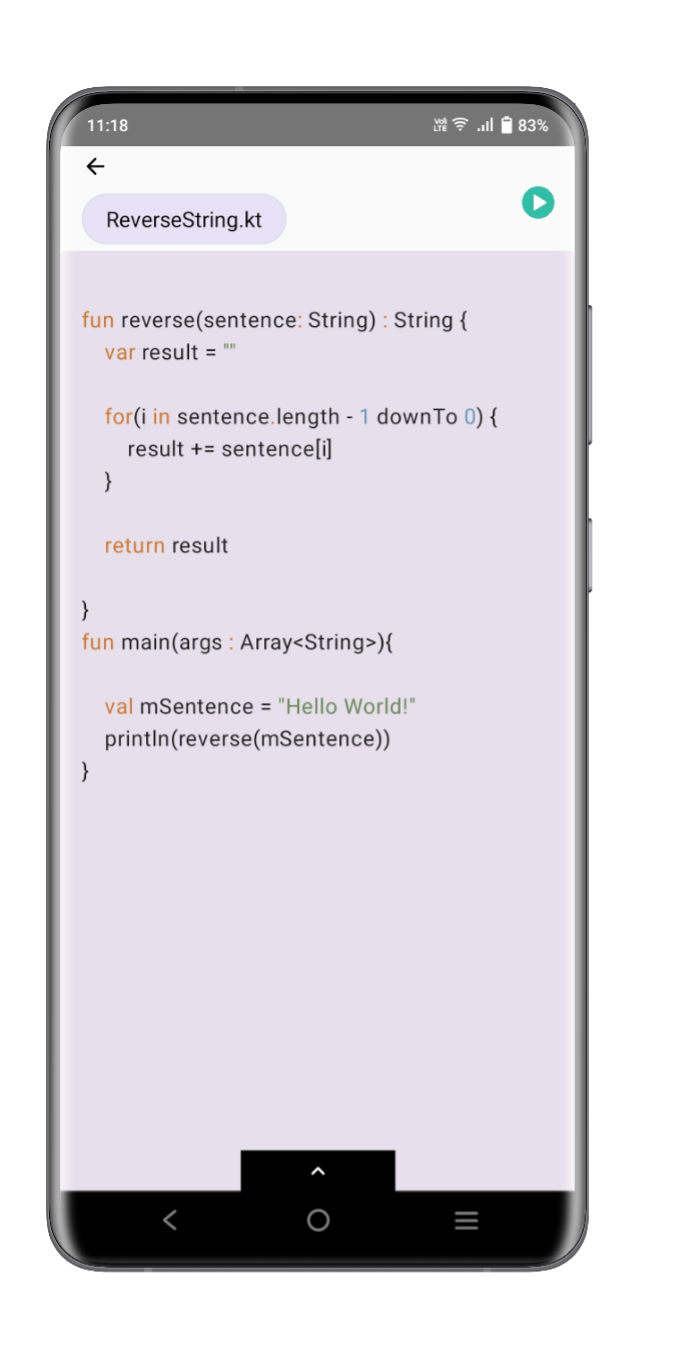 11:18 Vo) LTE 83%
ReverseString.kt
fun reverse(sentence: String) : String {
var result = ""
for(i in sentence.length - 1 downTo 0) {
result += sentence[i]
}
return result
}
fun main(args : Array<String>){
val mSentence = "Hello World!"
println(reverse(mSentence))
}